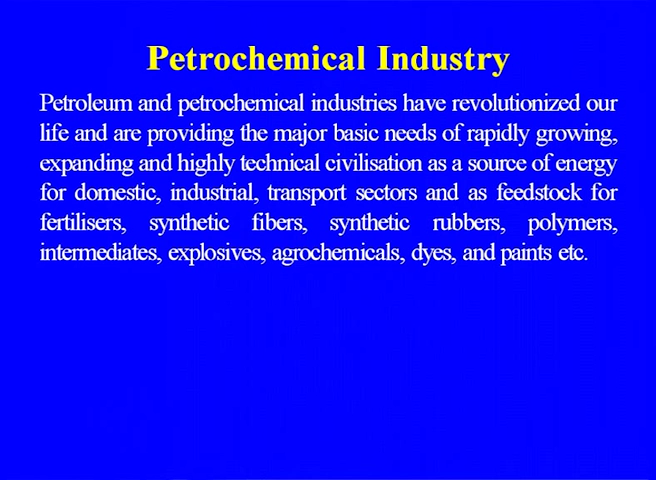 Petrochemical Industry
Petroleum and petrochemical industries have revolutionized our
life and are providing the major basic needs of rapidly growing,
expanding and highly technical civilisation as a source of energy
for domestic, industrial, transport sectors and as feedstock for
fertilisers, synthetic fibers, synthetic rubbers, polymers,
intermediates, explosives, agrochemicals, dyes, and paints etc.